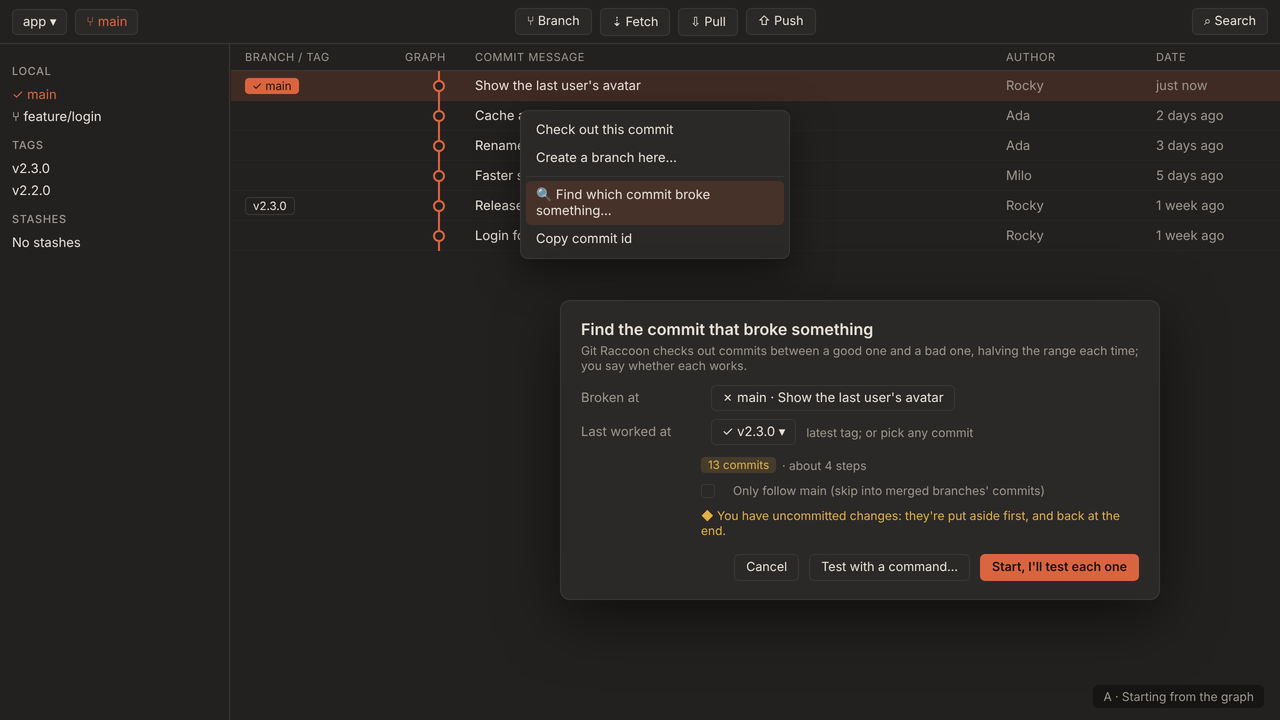 app ▾
⑂ main
⑂ Branch
⇣ Fetch
⇩ Pull
⇧ Push
⌕ Search
LOCAL
✓ main
⑂ feature/login
TAGS
v2.3.0
v2.2.0
STASHES
No stashes
BRANCH / TAG GRAPH COMMIT MESSAGE AUTHOR DATE
✓ main Show the last user's avatar Rocky just now
Cache Ada 2 days ago
Rename Ada 3 days ago
Faster Milo 5 days ago
v2.3.0 Release Rocky 1 week ago
Login Rocky 1 week ago
Check out this commit
Create a branch here...
🔍 Find which commit broke
something...
Copy commit id
Find the commit that broke something
Git Raccoon checks out commits between a good one and a bad one, halving the range each time;
you say whether each works.
Broken at × main · Show the last user's avatar
Last worked at ✓ v2.3.0 ▾ latest tag; or pick any commit
13 commits · about 4 steps
Only follow main (skip into merged branches' commits)
◆ You have uncommitted changes: they're put aside first, and back at the
end.
Cancel
Test with a command...
Start, I'll test each one
A · Starting from the graph